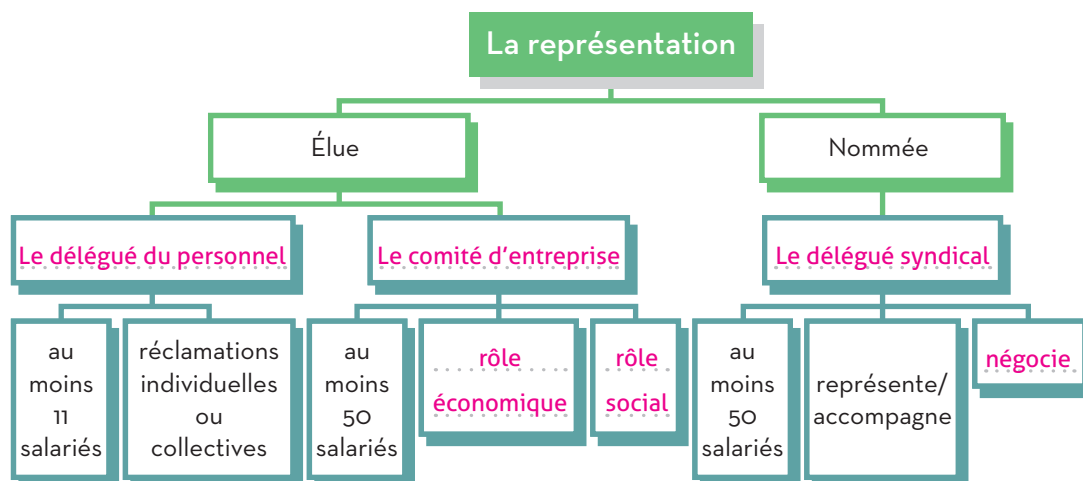 La représentation
Élue
Nommée
Le délégué du personnel
Le comité d'entreprise
Le délégué syndical
au
moins
11
salariés
réclamations
individuelles
ou
collectives
au
moins
50
salariés
rôle
économique
rôle
social
au
moins
50
salariés
représente/
accompagne
négocie